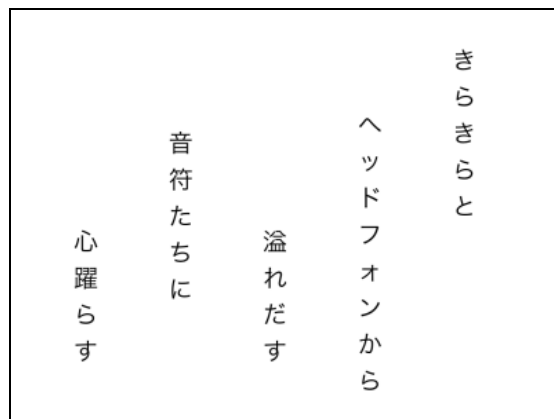 きらきらと
ヘッドフォンから
溢れだす
音符たちに
心躍らす